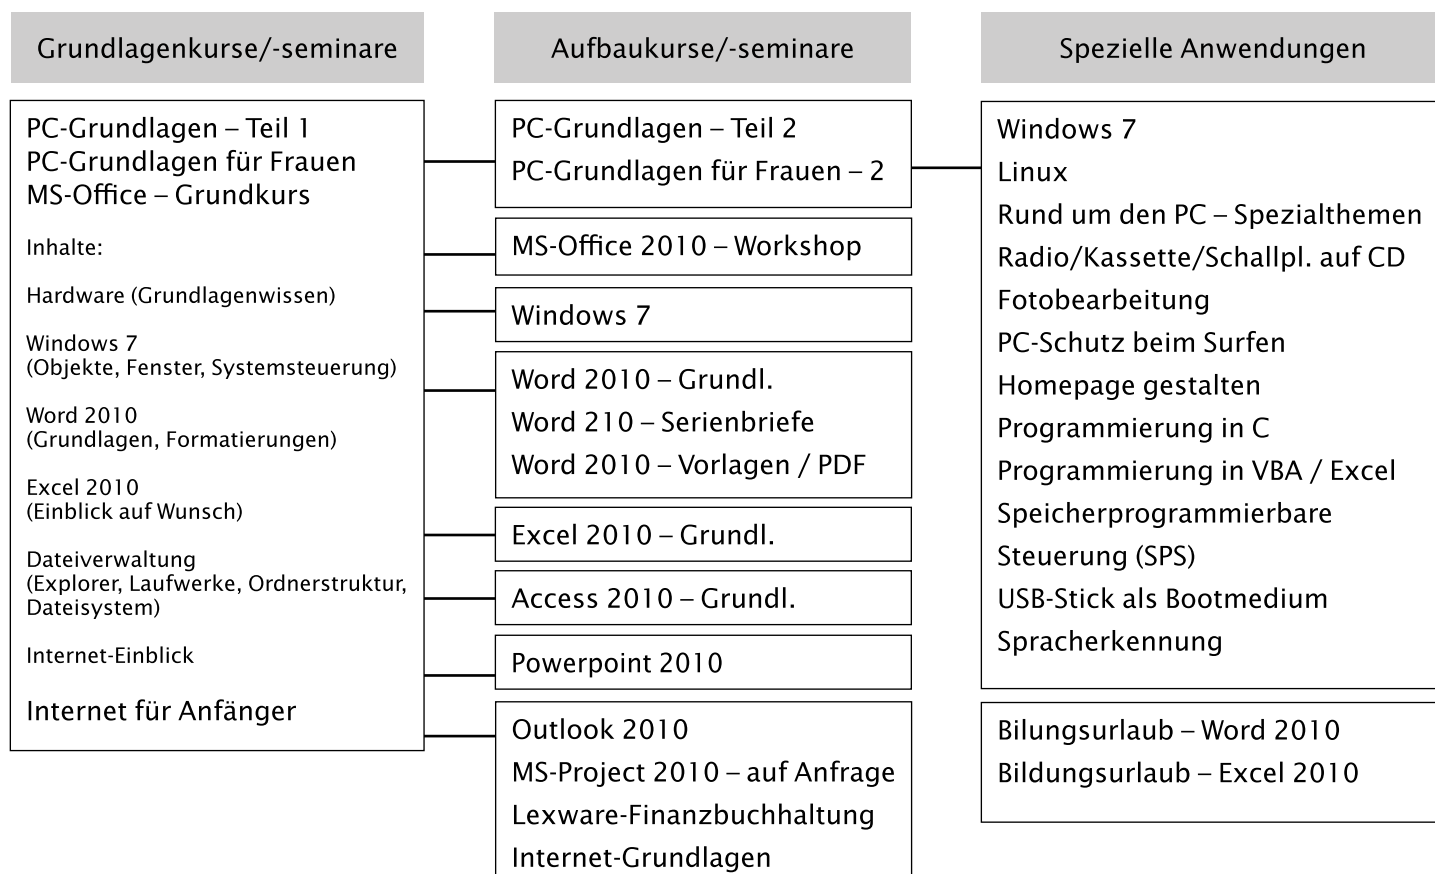 Grundlagenkurse/-seminare
PC-Grundlagen – Teil 1
PC-Grundlagen für Frauen
MS-Office – Grundkurs
Inhalte:
Hardware (Grundlagenwissen)
Windows 7
(Objekte, Fenster, Systemsteuerung)
Word 2010
(Grundlagen, Formatierungen)
Excel 2010
(Einblick auf Wunsch)
Dateiverwaltung
(Explorer, Laufwerke, Ordnerstruktur,
Dateisystem)
Internet-Einblick
Internet für Anfänger
Aufbaukurse/-seminare
PC-Grundlagen – Teil 2
PC-Grundlagen für Frauen – 2
MS-Office 2010 – Workshop
Windows 7
Word 2010 – Grundl.
Word 210 – Serienbriefe
Word 2010 – Vorlagen / PDF
Excel 2010 – Grundl.
Access 2010 – Grundl.
Powerpoint 2010
Outlook 2010
MS-Project 2010 – auf Anfrage
Lexware-Finanzbuchhaltung
Internet-Grundlagen
Spezielle Anwendungen
Windows 7
Linux
Rund um den PC – Spezialthemen
Radio/Kassette/Schallpl. auf CD
Fotobearbeitung
PC-Schutz beim Surfen
Homepage gestalten
Programmierung in C
Programmierung in VBA / Excel
Speicherprogrammierbare
Steuerung (SPS)
USB-Stick als Bootmedium
Spracherkennung
Bilungsurlaub – Word 2010
Bildungsurlaub – Excel 2010